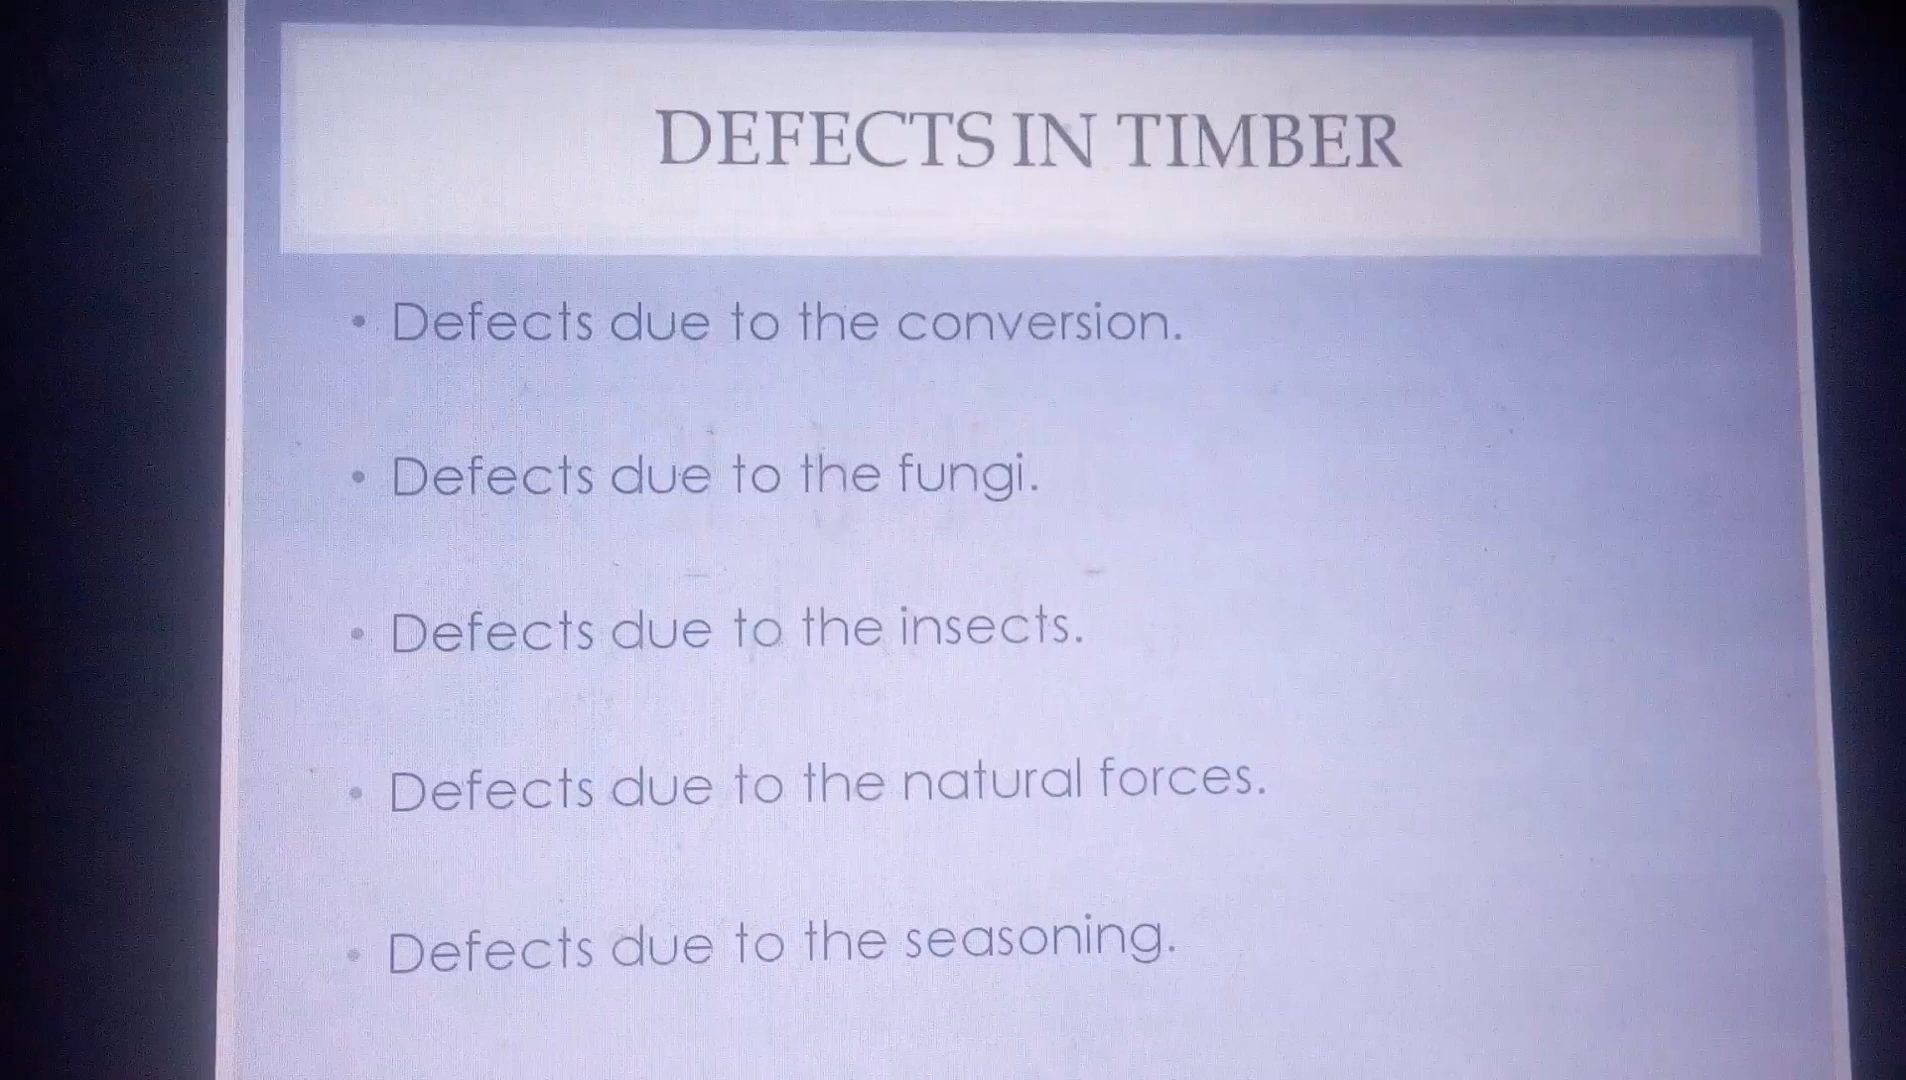 DEFECTS IN TIMBER
• Defects due to the conversion.
• Defects due to the fungi.
• Defects due to the insects.
• Defects due to the natural forces.
• Defects due to the seasoning.